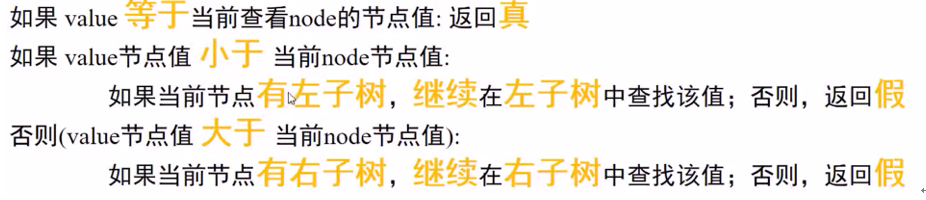 如果 value 等于当前查看node的节点值: 返回真
如果 value节点值 小于 当前node节点值:
如果当前节点有左子树，继续在左子树中查找该值；否则，返回假
否则(value节点值 大于 当前node节点值):
如果当前节点有右子树，继续在右子树中查找该值；否则，返回假